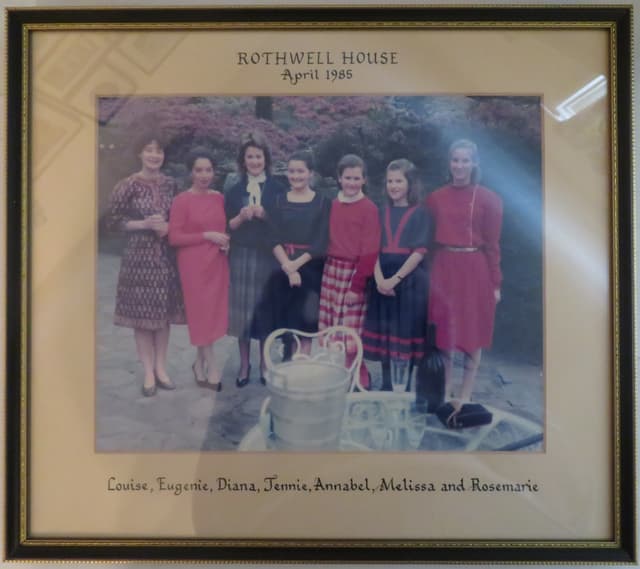 ROTHWELL HOUSE
April 1985
Louise, Eugenie, Diana, Jennie, Annabel, Melissa and Rosemarie